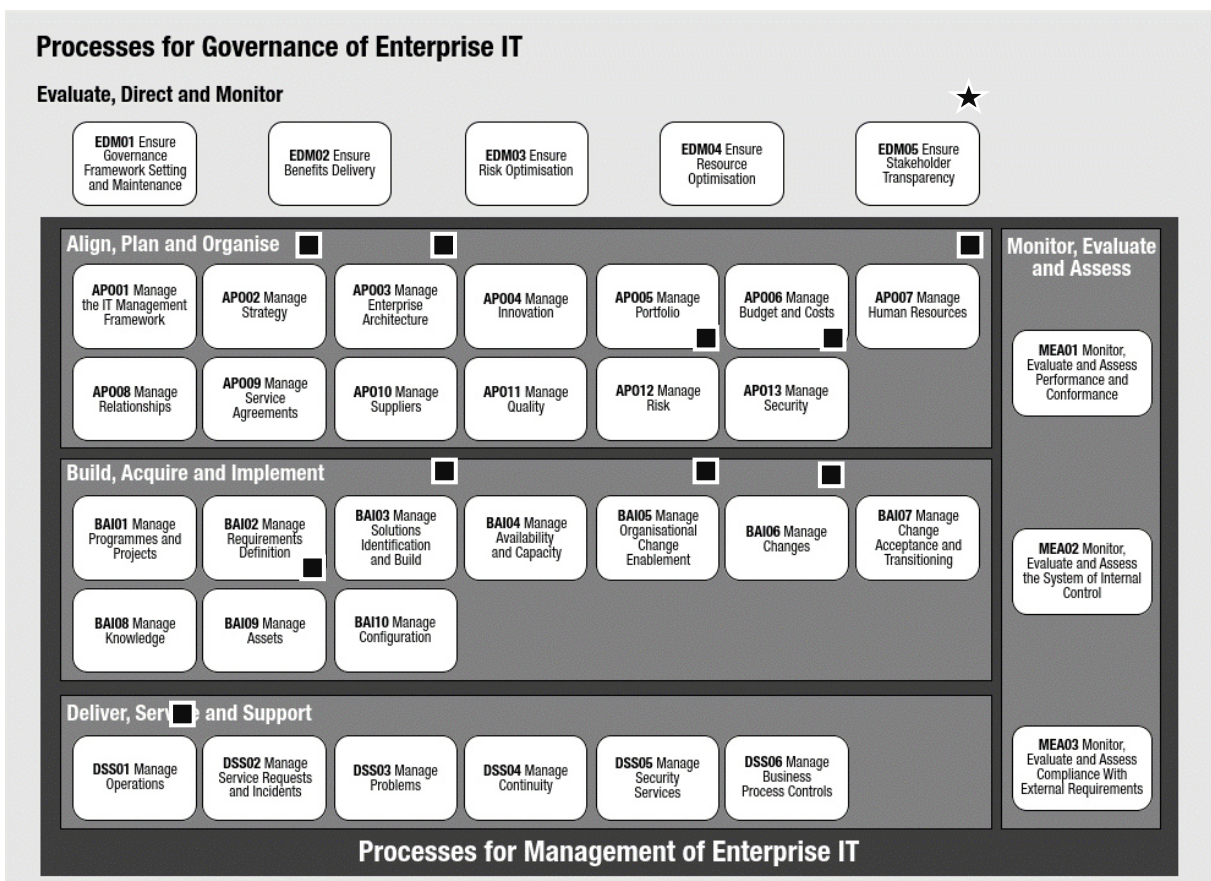 Processes for Governance of Enterprise IT
Evaluate, Direct and Monitor
EDM01 Ensure
Governance
Framework Setting
and Maintenance
EDM02 Ensure
Benefits Delivery
EDM03 Ensure
Risk Optimisation
EDM04 Ensure
Resource
Optimisation
EDM05 Ensure
Stakeholder
Transparency
Align, Plan and Organise
APO01 Manage
the IT Management
Framework
APO02 Manage
Strategy
APO03 Manage
Enterprise
Architecture
APO04 Manage
Innovation
APO05 Manage
Portfolio
APO06 Manage
Budget and Costs
APO07 Manage
Human Resources
APO08 Manage
Relationships
APO09 Manage
Service
Agreements
APO10 Manage
Suppliers
APO11 Manage
Quality
APO12 Manage
Risk
APO13 Manage
Security
Build, Acquire and Implement
BAI01 Manage
Programmes and
Projects
BAI02 Manage
Requirements
Definition
BAI03 Manage
Solutions
Identification
and Build
BAI04 Manage
Availability
and Capacity
BAI05 Manage
Organisational
Change
Enablement
BAI06 Manage
Changes
BAI07 Manage
Change
Acceptance and
Transitioning
BAI08 Manage
Knowledge
BAI09 Manage
Assets
BAI10 Manage
Configuration
Deliver, Service and Support
DSS01 Manage
Operations
DSS02 Manage
Service Requests
and Incidents
DSS03 Manage
Problems
DSS04 Manage
Continuity
DSS05 Manage
Security
Services
DSS06 Manage
Business
Process Controls
Monitor, Evaluate
and Assess
MEA01 Monitor,
Evaluate and Assess
Performance and
Conformance
MEA02 Monitor,
Evaluate and Assess
the System of Internal
Control
MEA03 Monitor,
Evaluate and Assess
Compliance With
External Requirements
Processes for Management of Enterprise IT